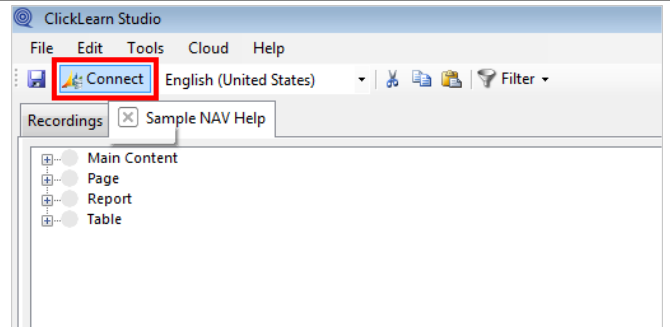 ClickLearn Studio
File Edit Tools Cloud Help
Connect English (United States) Filter
Recordings Sample NAV Help
Main Content
Page
Report
Table